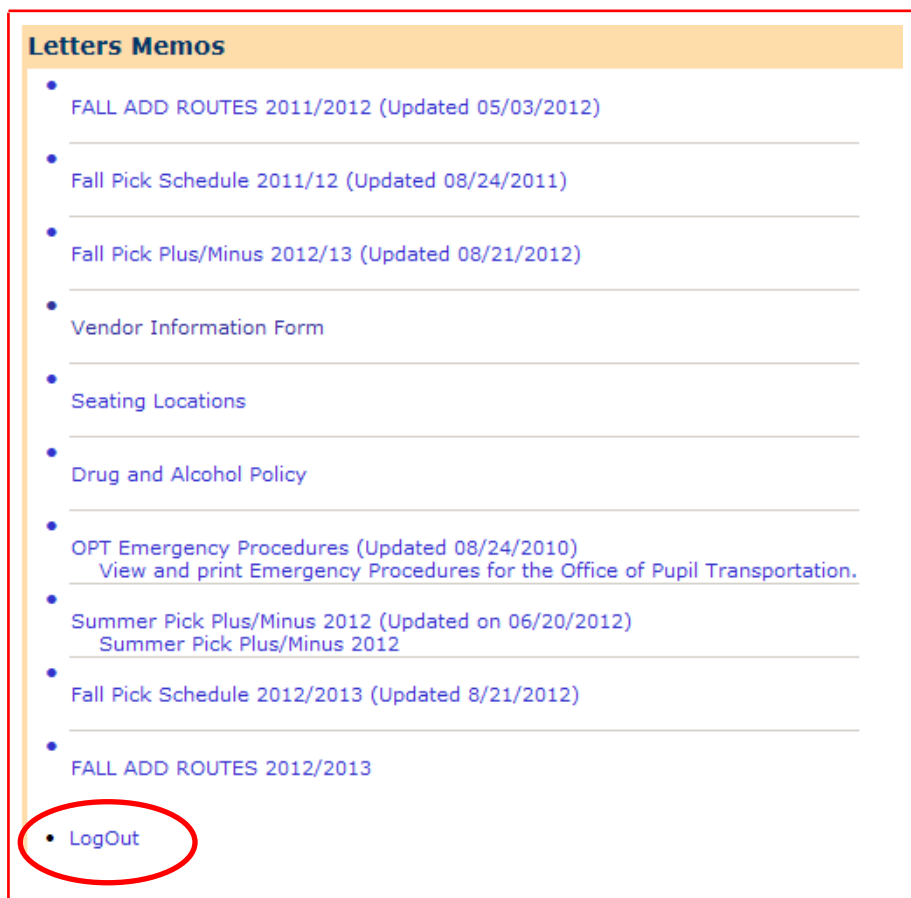 Letters Memos
FALL ADD ROUTES 2011/2012 (Updated 05/03/2012)
Fall Pick Schedule 2011/12 (Updated 08/24/2011)
Fall Pick Plus/Minus 2012/13 (Updated 08/21/2012)
Vendor Information Form
Seating Locations
Drug and Alcohol Policy
OPT Emergency Procedures (Updated 08/24/2010)
View and print Emergency Procedures for the Office of Pupil Transportation.
Summer Pick Plus/Minus 2012 (Updated on 06/20/2012)
Summer Pick Plus/Minus 2012
Fall Pick Schedule 2012/2013 (Updated 8/21/2012)
FALL ADD ROUTES 2012/2013
LogOut